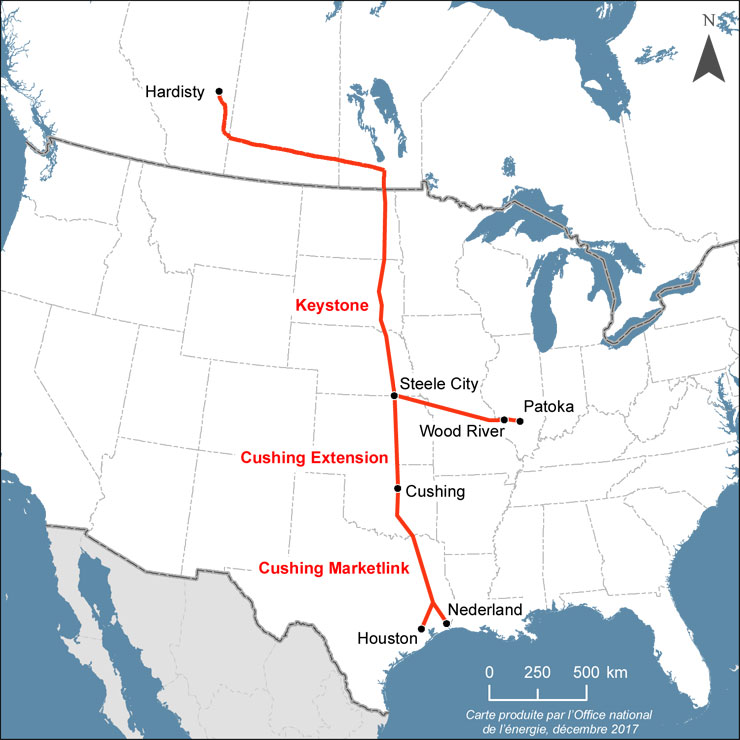 N
Hardisty
Keystone
Steele City
Patoka
Wood River
Cushing Extension
Cushing
Cushing Marketlink
Nederland
Houston
0 250 500 km
Carte produite par l'Office national
de l'énergie, décembre 2017